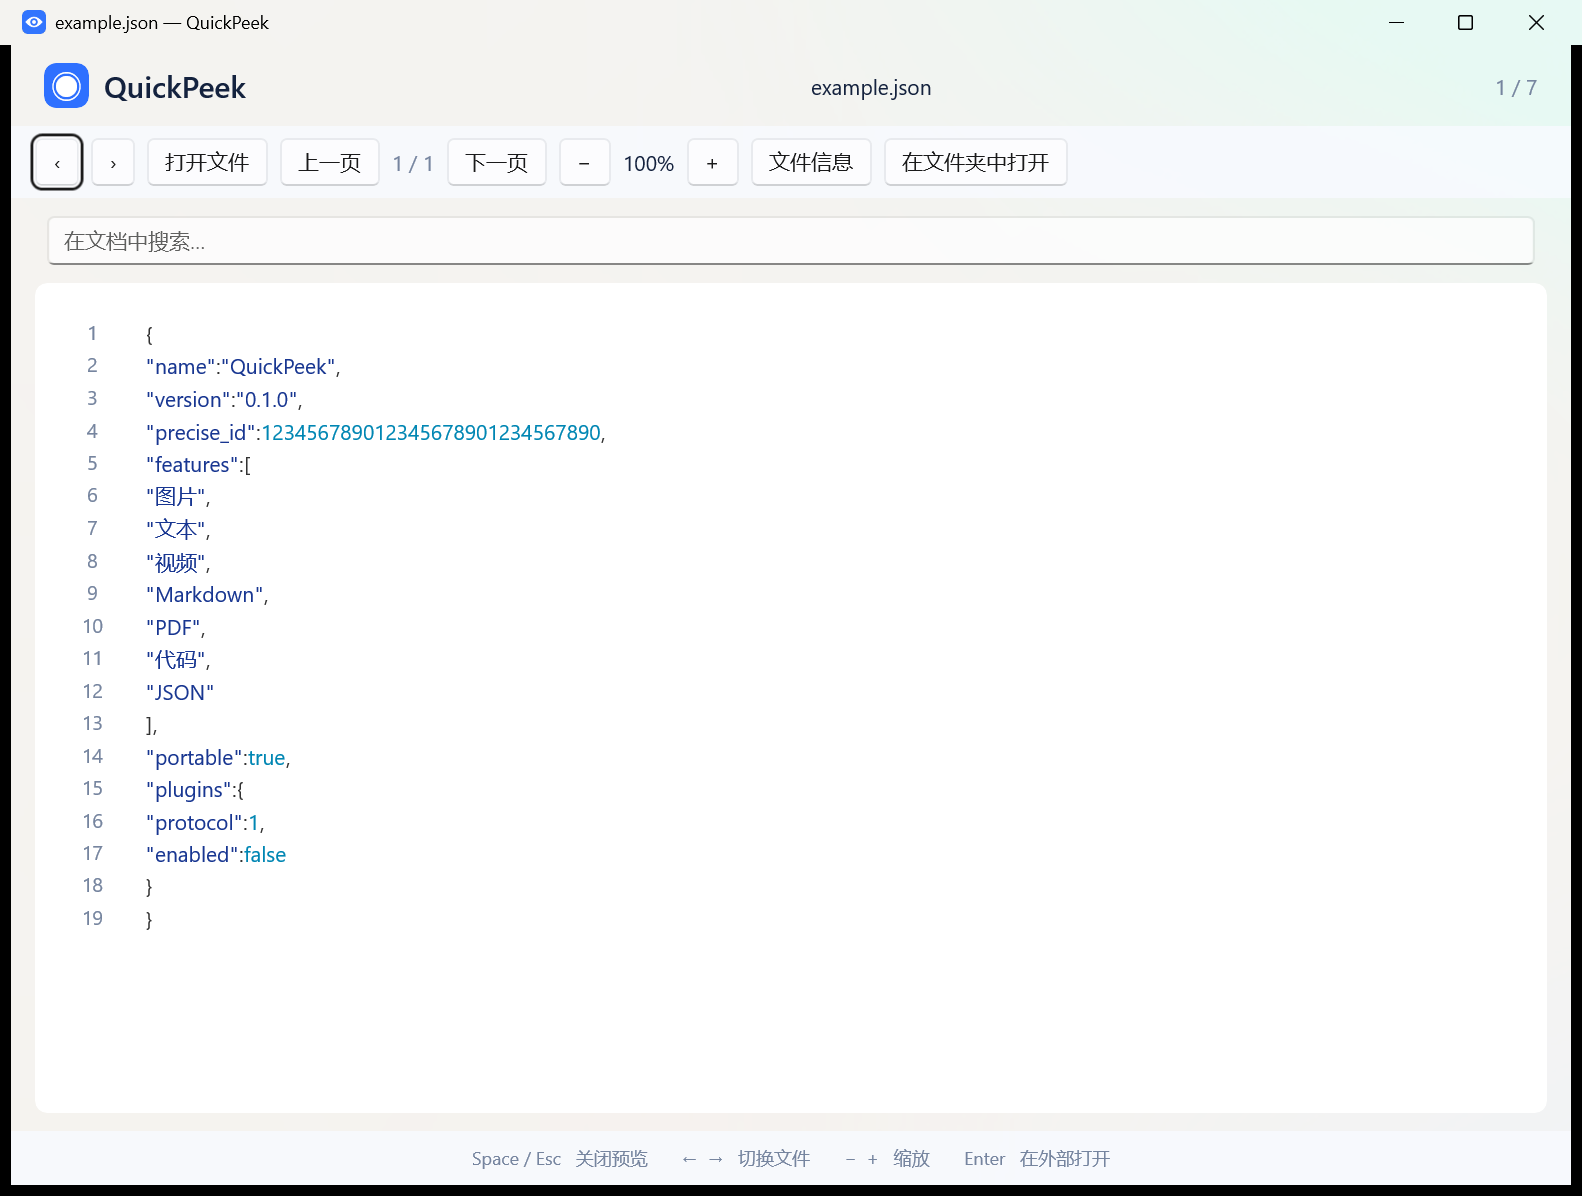 example.json — QuickPeek
QuickPeek
example.json
1 / 7
‹ › 打开文件 上一页 1 / 1 下一页 − 100% + 文件信息 在文件夹中打开
在文档中搜索...
1 {
2 "name":"QuickPeek",
3 "version":"0.1.0",
4 "precise_id":123456789012345678901234567890,
5 "features":[
6 "图片",
7 "文本",
8 "视频",
9 "Markdown",
10 "PDF",
11 "代码",
12 "JSON"
13 ],
14 "portable":true,
15 "plugins":{
16 "protocol":1,
17 "enabled":false
18 }
19 }
Space / Esc 关闭预览 ← → 切换文件 − + 缩放 Enter 在外部打开